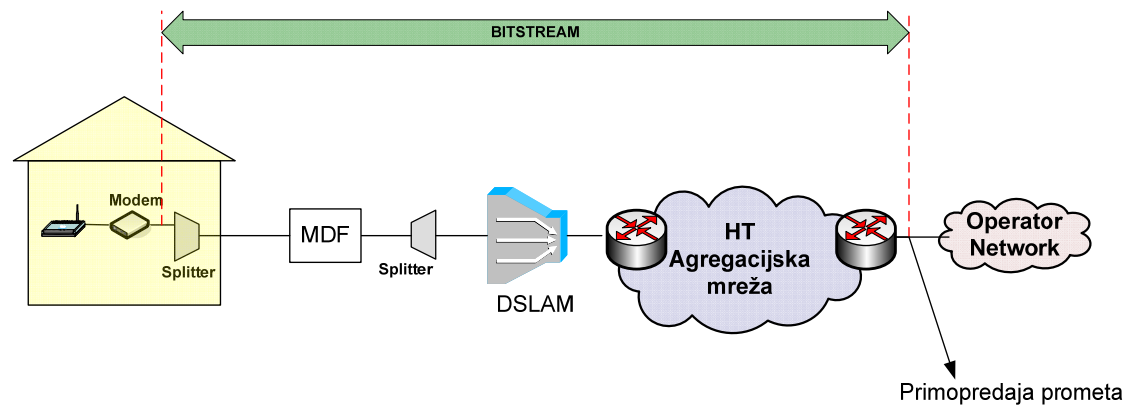 BITSTREAM
Modem
Splitter
MDF
Splitter
DSLAM
HT
Agregacijska
mreža
Operator
Network
Primopredaja prometa